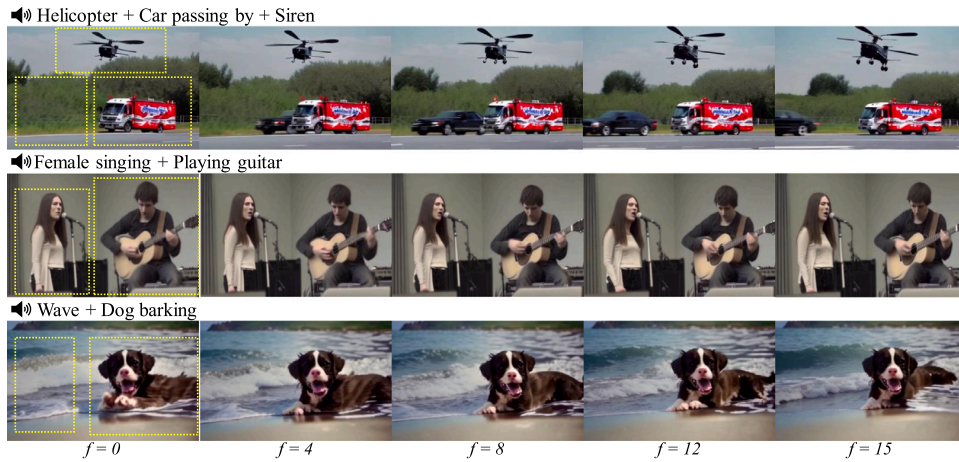 Helicopter + Car passing by + Siren
Female singing + Playing guitar
Wave + Dog barking
f = 0 f = 4 f = 8 f = 12 f = 15